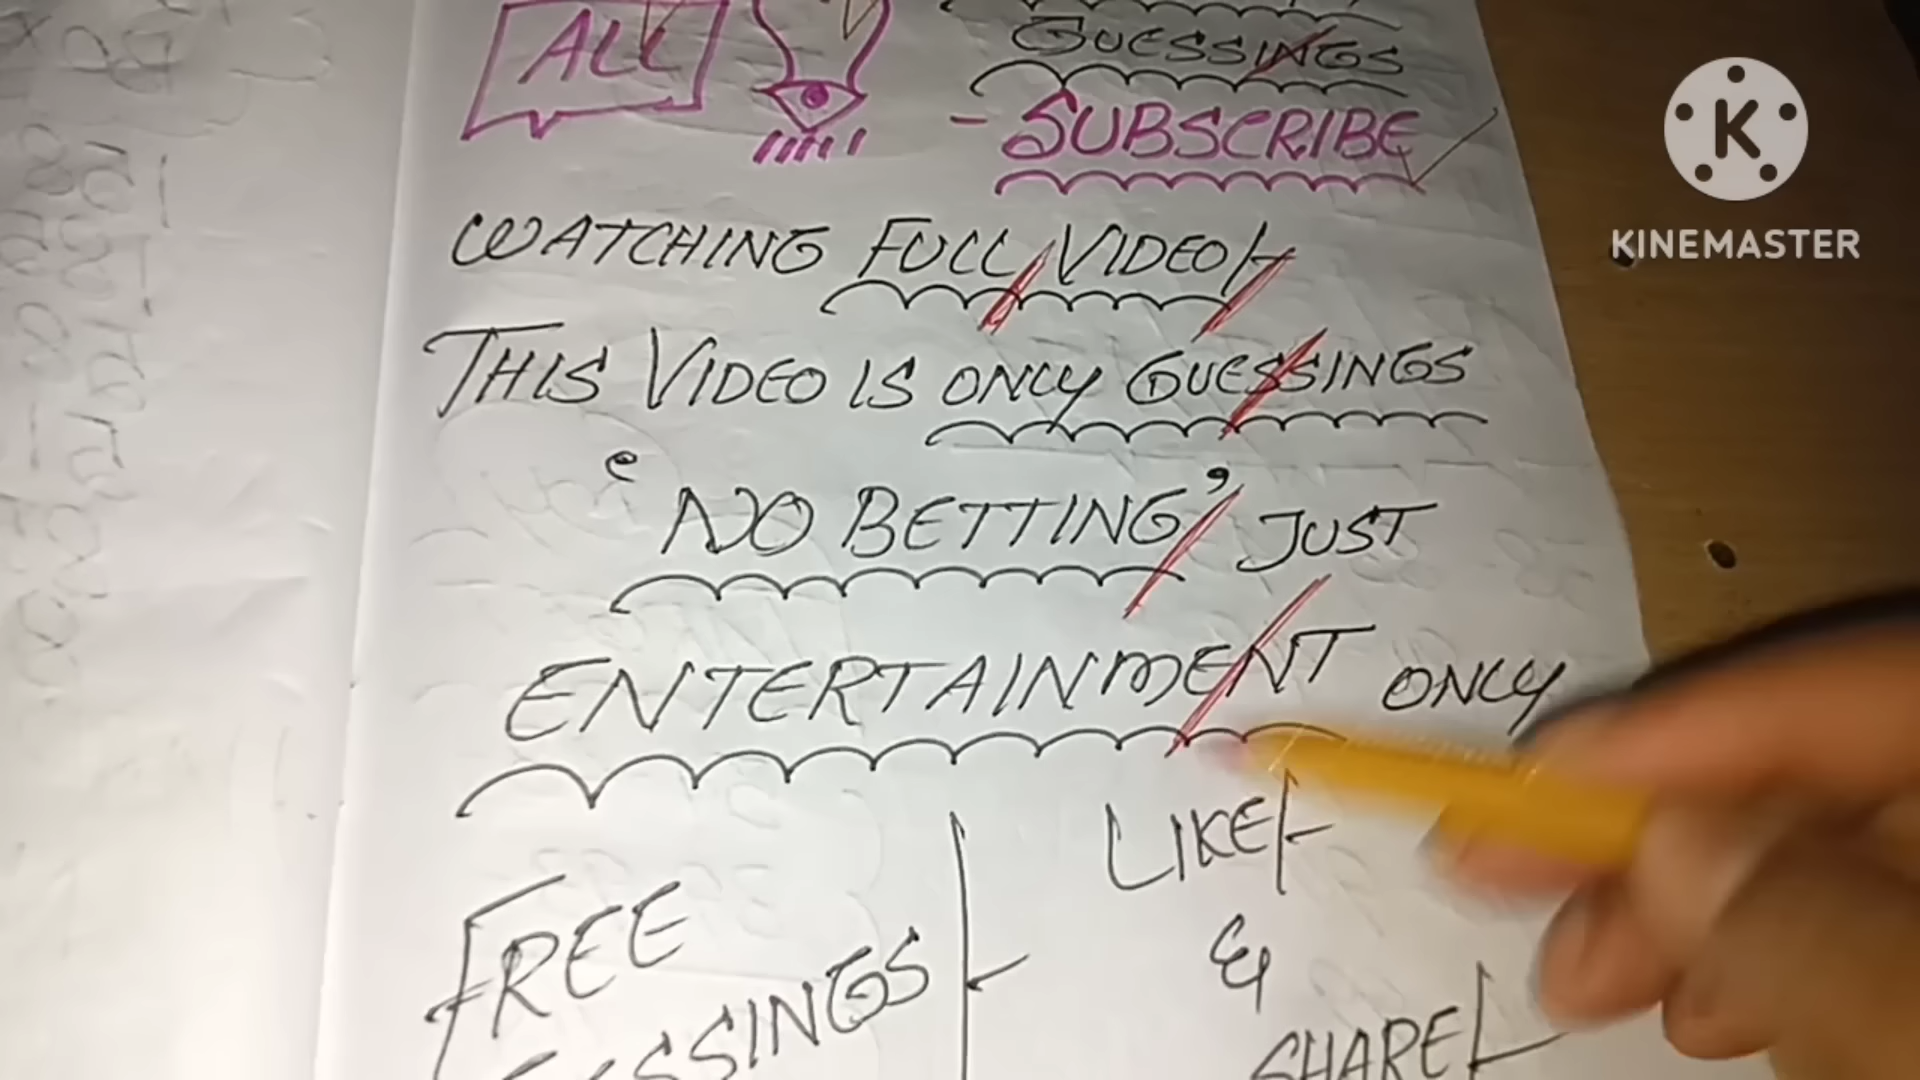 ALL
GUESSINGS
- SUBSCRIBE
WATCHING FULL VIDEO
THIS VIDEO IS ONLY GUESSINGS
'NO BETTING' JUST
ENTERTAINMENT ONLY
LIKE
&
SHARE
FREE
K
KINEMASTER